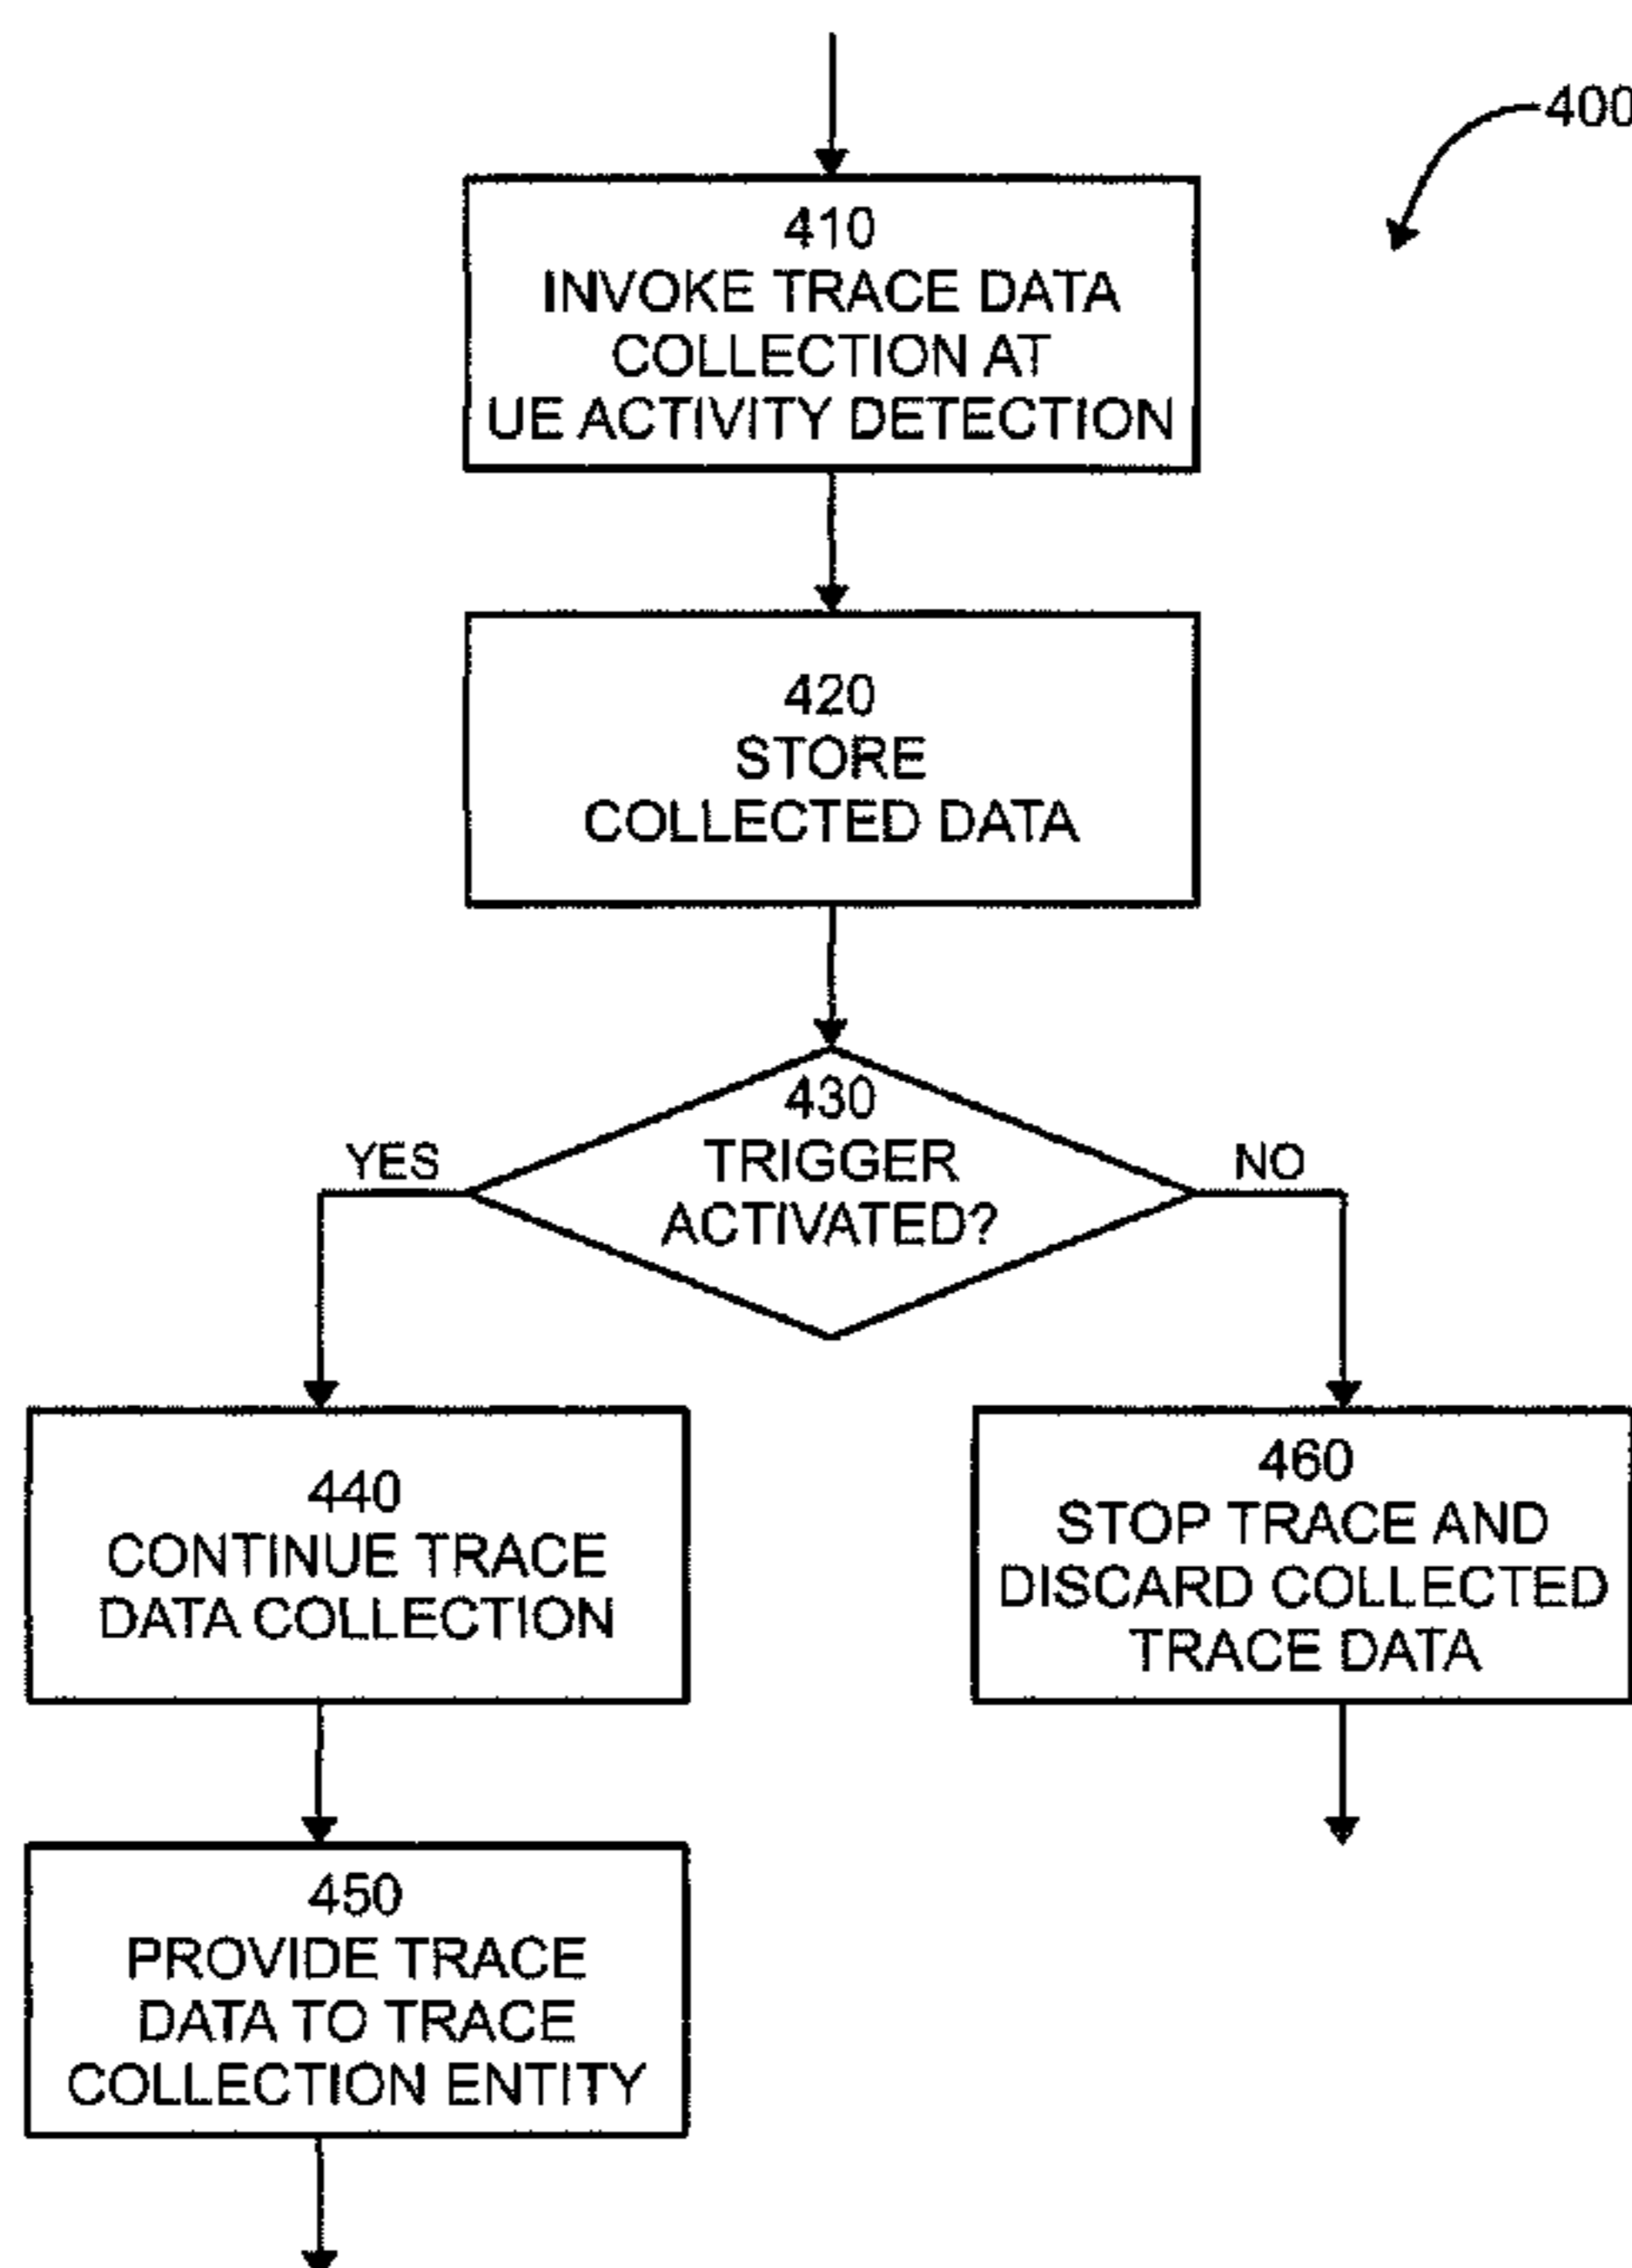 400
410
INVOKE TRACE DATA
COLLECTION AT
UE ACTIVITY DETECTION
420
STORE
COLLECTED DATA
430
TRIGGER
ACTIVATED?
YES
NO
440
CONTINUE TRACE
DATA COLLECTION
460
STOP TRACE AND
DISCARD COLLECTED
TRACE DATA
450
PROVIDE TRACE
DATA TO TRACE
COLLECTION ENTITY